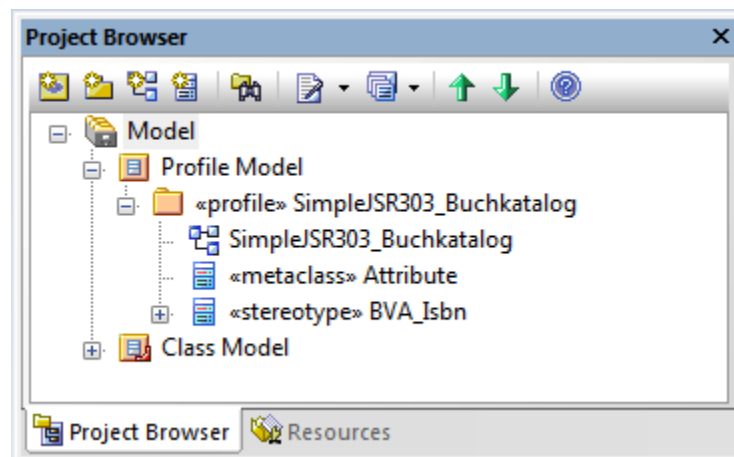 Project Browser
Model
Profile Model
«profile» SimpleJSR303_Buchkatalog
SimpleJSR303_Buchkatalog
«metaclass» Attribute
«stereotype» BVA_Isbn
Class Model
Project Browser Resources